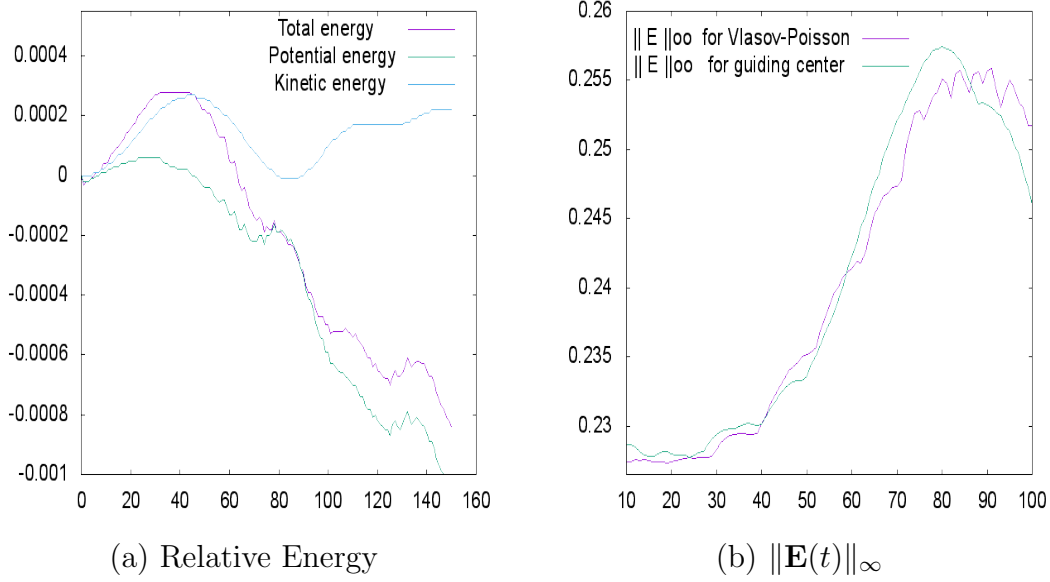 Total energy
Potential energy
Kinetic energy
0.0004
0.0002
0
-0.0002
-0.0004
-0.0006
-0.0008
-0.001
0 20 40 60 80 100 120 140 160
(a) Relative Energy
|| E ||oo for Vlasov-Poisson
|| E ||oo for guiding center
0.26
0.255
0.25
0.245
0.24
0.235
0.23
10 20 30 40 50 60 70 80 90 100
(b) ‖E(t)‖∞